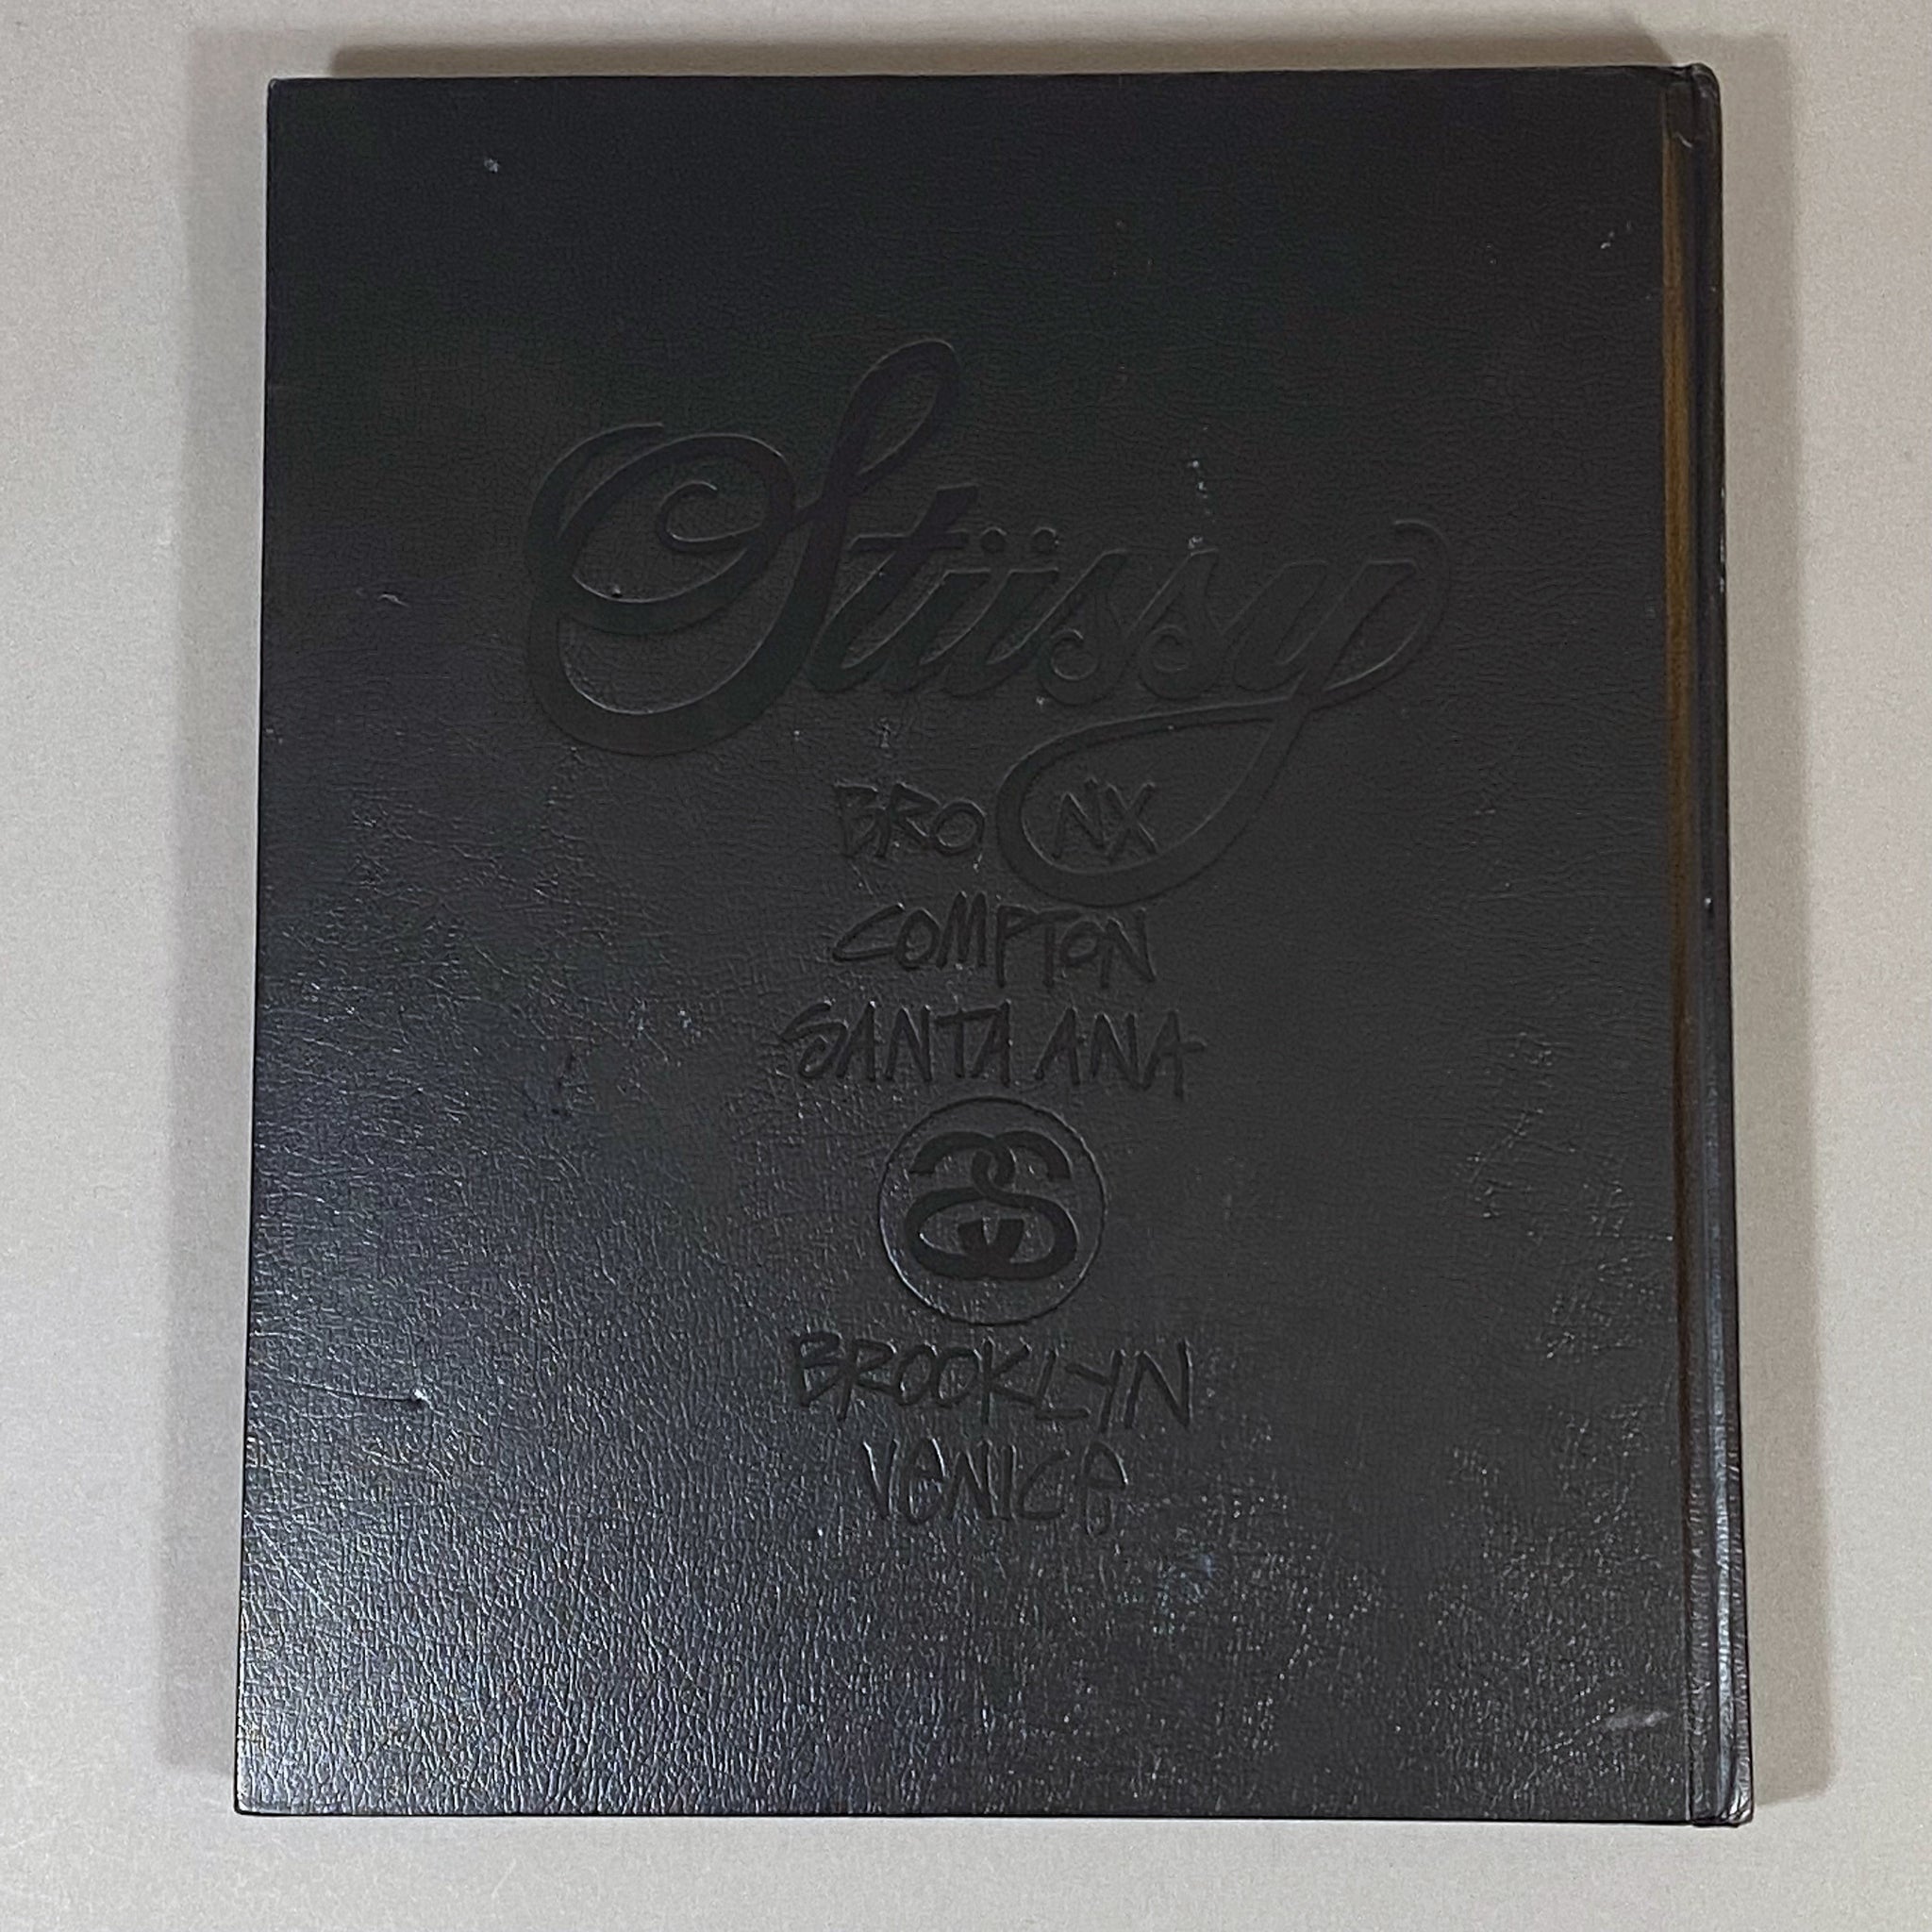 Stüssy
BRONX
COMPTON
SANTA ANA
BROOKLYN
VENICE